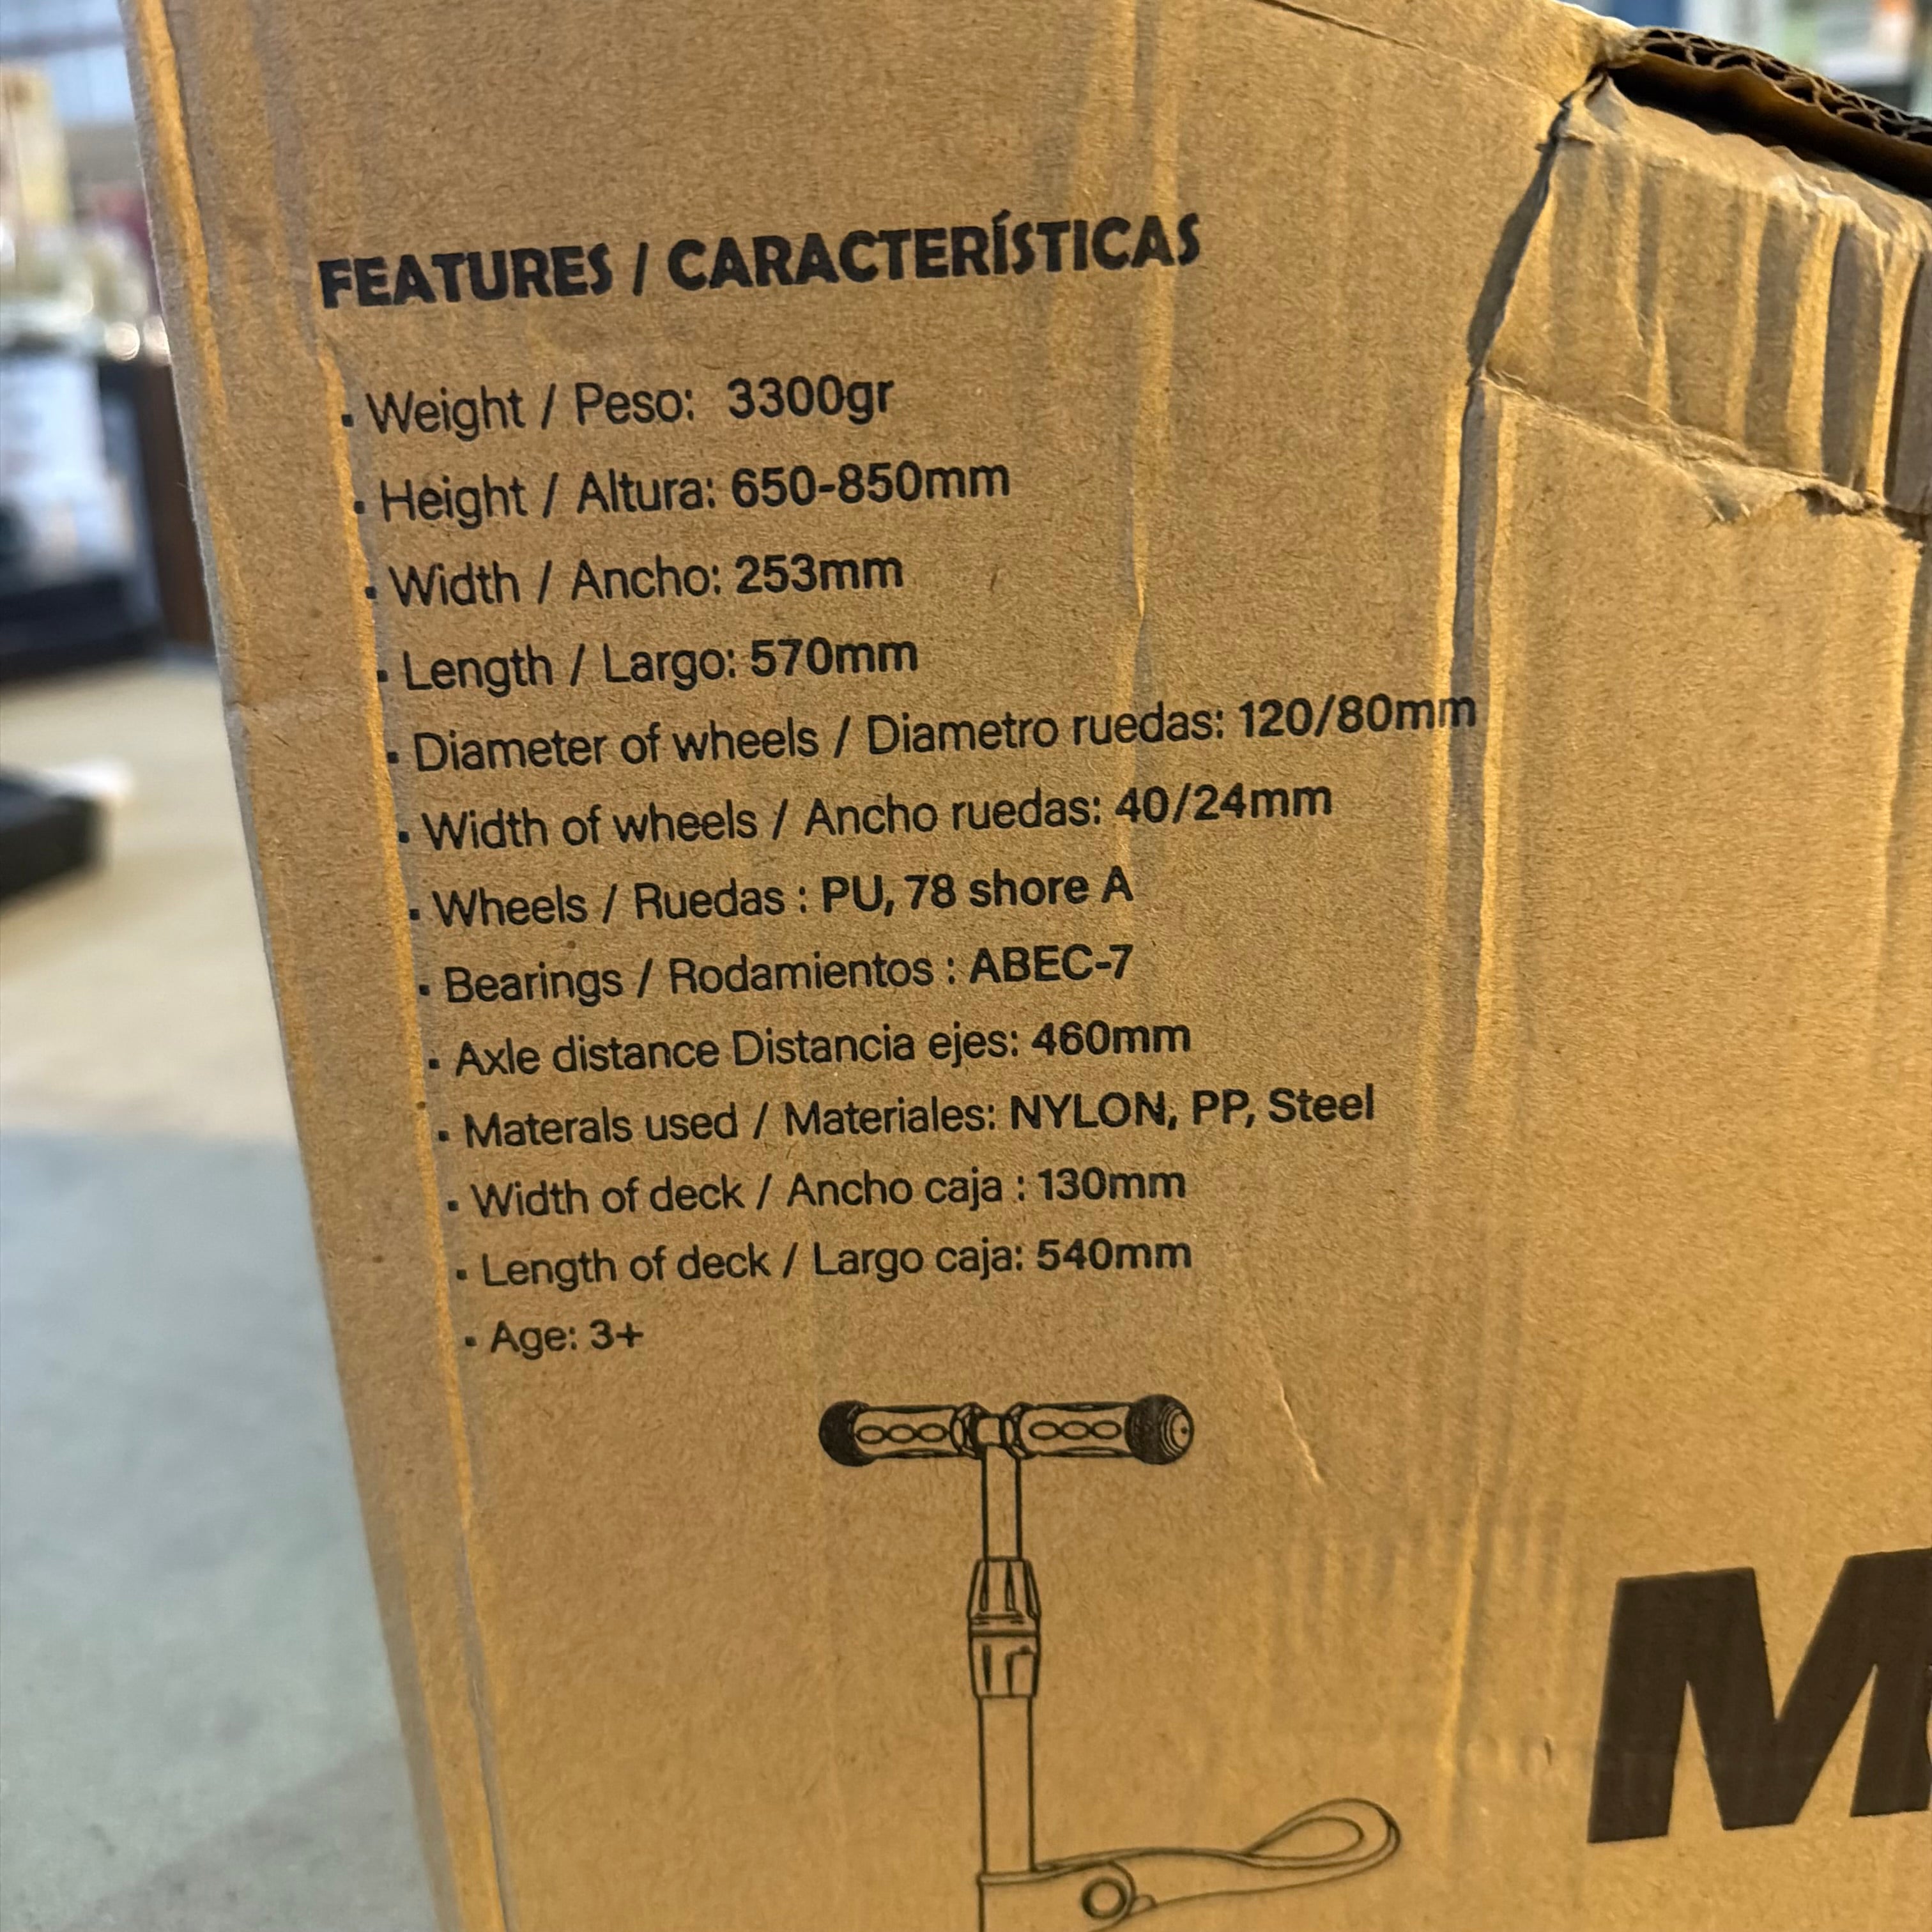 FEATURES / CARACTERÍSTICAS
· Weight / Peso: 3300gr
· Height / Altura: 650-850mm
· Width / Ancho: 253mm
· Length / Largo: 570mm
· Diameter of wheels / Diametro ruedas: 120/80mm
· Width of wheels / Ancho ruedas: 40/24mm
· Wheels / Ruedas : PU, 78 shore A
· Bearings / Rodamientos : ABEC-7
· Axle distance Distancia ejes: 460mm
· Materals used / Materiales: NYLON, PP, Steel
· Width of deck / Ancho caja : 130mm
· Length of deck / Largo caja: 540mm
· Age: 3+